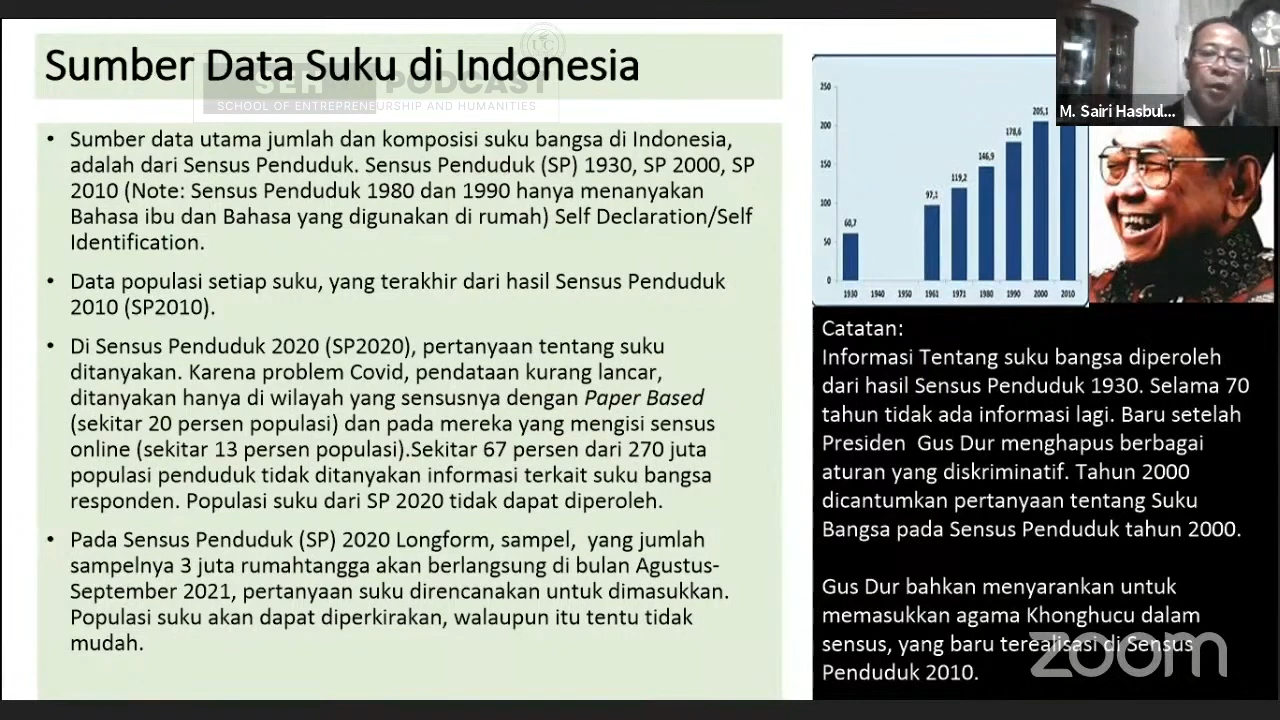 Sumber Data Suku di Indonesia
SEH PODCAST
SCHOOL OF ENTREPRENEURSHIP AND HUMANITIES
• Sumber data utama jumlah dan komposisi suku bangsa di Indonesia,
adalah dari Sensus Penduduk. Sensus Penduduk (SP) 1930, SP 2000, SP
2010 (Note: Sensus Penduduk 1980 dan 1990 hanya menanyakan
Bahasa ibu dan Bahasa yang digunakan di rumah) Self Declaration/Self
Identification.
• Data populasi setiap suku, yang terakhir dari hasil Sensus Penduduk
2010 (SP2010).
• Di Sensus Penduduk 2020 (SP2020), pertanyaan tentang suku
ditanyakan. Karena problem Covid, pendataan kurang lancar,
ditanyakan hanya di wilayah yang sensusnya dengan Paper Based
(sekitar 20 persen populasi) dan pada mereka yang mengisi sensus
online (sekitar 13 persen populasi).Sekitar 67 persen dari 270 juta
populasi penduduk tidak ditanyakan informasi terkait suku bangsa
responden. Populasi suku dari SP 2020 tidak dapat diperoleh.
• Pada Sensus Penduduk (SP) 2020 Longform, sampel, yang jumlah
sampelnya 3 juta rumahtangga akan berlangsung di bulan Agustus-
September 2021, pertanyaan suku direncanakan untuk dimasukkan.
Populasi suku akan dapat diperkirakan, walaupun itu tentu tidak
mudah.
250
200
150
100
50
0
60,7
97,1
119,2
146,9
178,6
205,1
1930 1940 1950 1961 1971 1980 1990 2000 2010
M. Sairi Hasbul...
Catatan:
Informasi Tentang suku bangsa diperoleh
dari hasil Sensus Penduduk 1930. Selama 70
tahun tidak ada informasi lagi. Baru setelah
Presiden Gus Dur menghapus berbagai
aturan yang diskriminatif. Tahun 2000
dicantumkan pertanyaan tentang Suku
Bangsa pada Sensus Penduduk tahun 2000.
Gus Dur bahkan menyarankan untuk
memasukkan agama Khonghucu dalam
sensus, yang baru terealisasi di Sensus
Penduduk 2010.
zoom